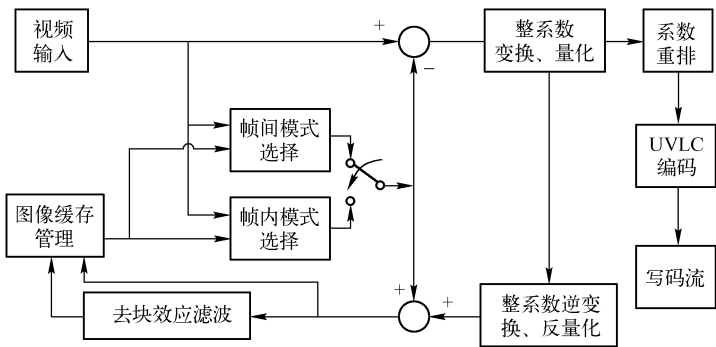 视频
输入
+
−
整系数
变换、量化
系数
重排
帧间模式
选择
UVLC
编码
图像缓存
管理
帧内模式
选择
写码流
去块效应滤波
+
+
整系数逆变
换、反量化